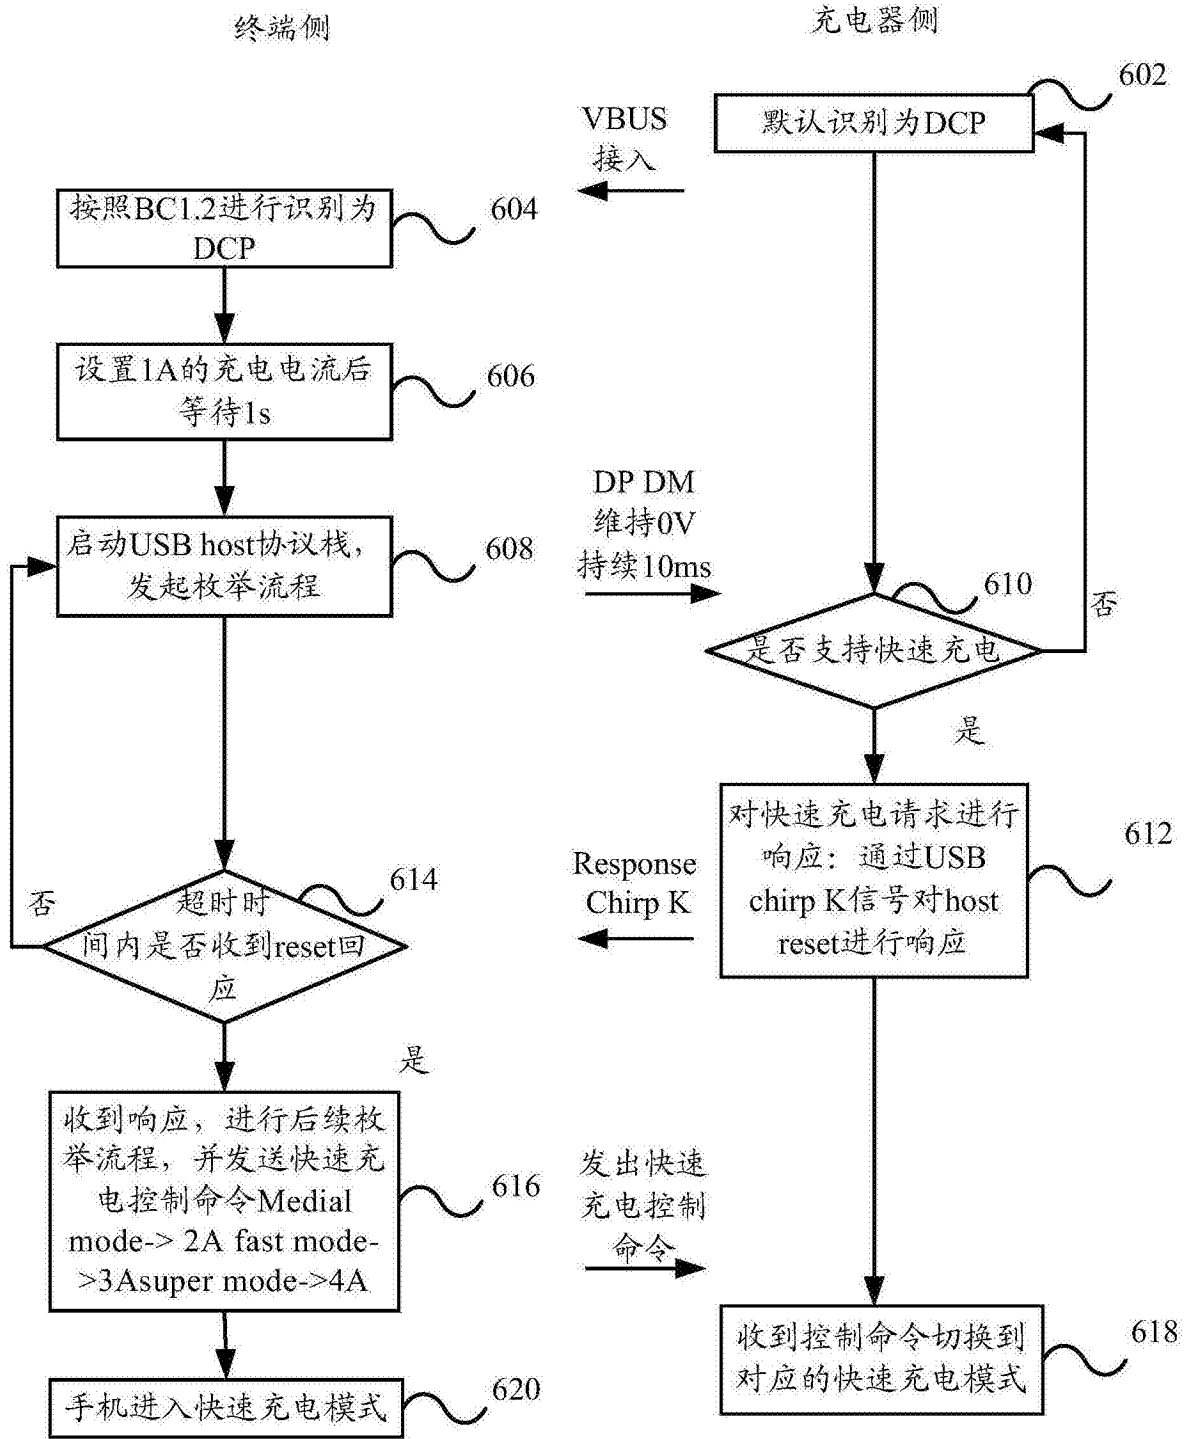 终端侧
充电器侧
602
默认识别为DCP
VBUS
接入
按照BC1.2进行识别为
DCP
604
设置1A的充电电流后
等待1s
606
DP DM
维持0V
持续10ms
启动USB host协议栈，
发起枚举流程
608
610
是否支持快速充电
否
是
对快速充电请求进行
响应：通过USB
chirp K信号对host
reset进行响应
612
Response
Chirp K
614
超时时
间内是否收到reset回
应
否
是
收到响应，进行后续枚
举流程，并发送快速充
电控制命令Medial
mode-> 2A fast mode-
>3Asuper mode->4A
616
发出快速
充电控制
命令
收到控制命令切换到
对应的快速充电模式
618
手机进入快速充电模式
620